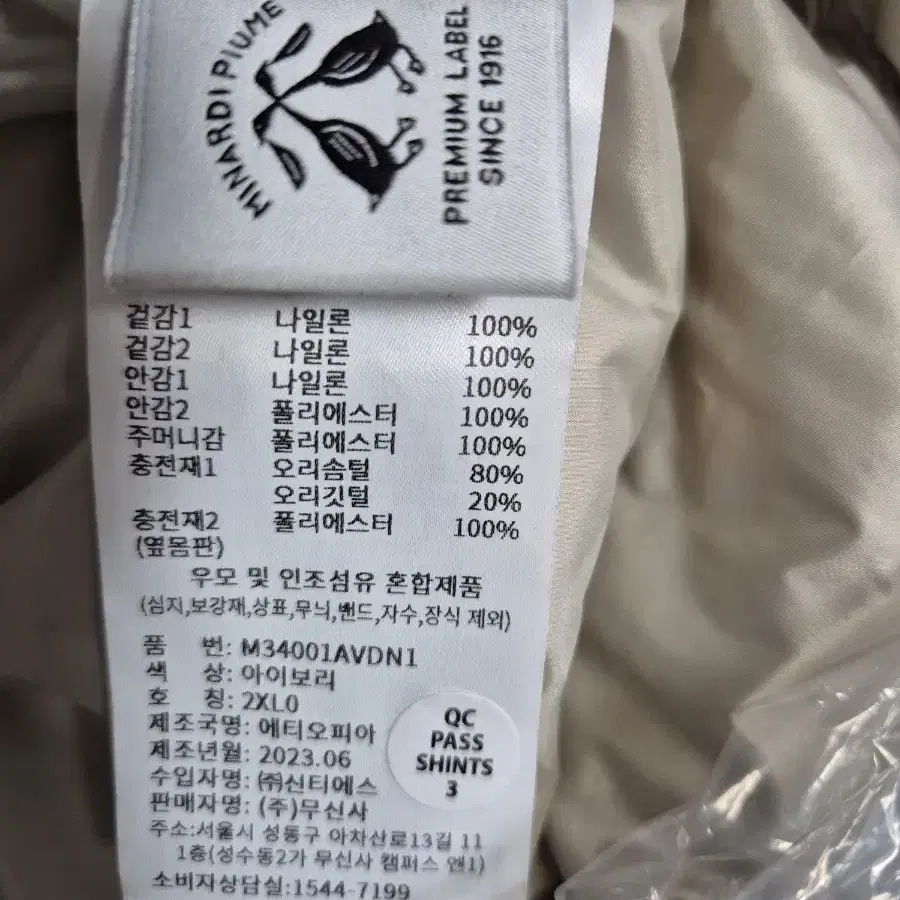 MINARDI PIUME
PREMIUM LABEL
SINCE 1916
겉감1 나일론 100%
겉감2 나일론 100%
안감1 나일론 100%
안감2 폴리에스터 100%
주머니감 폴리에스터 100%
충전재1 오리솜털 80%
오리깃털 20%
충전재2 폴리에스터 100%
(옆몸판)
우모 및 인조섬유 혼합제품
(심지,보강재,상표,무늬,밴드,자수,장식 제외)
품 번: M34001AVDN1
색 상: 아이보리
호 칭: 2XL0
제조국명: 에티오피아
제조년월: 2023.06
수입자명: ㈜신티에스
판매자명: (주)무신사
주소:서울시 성동구 아차산로13길 11
1층(성수동2가 무신사 캠퍼스 앤1)
소비자상담실:1544-7199
QC
PASS
SHINTS
3